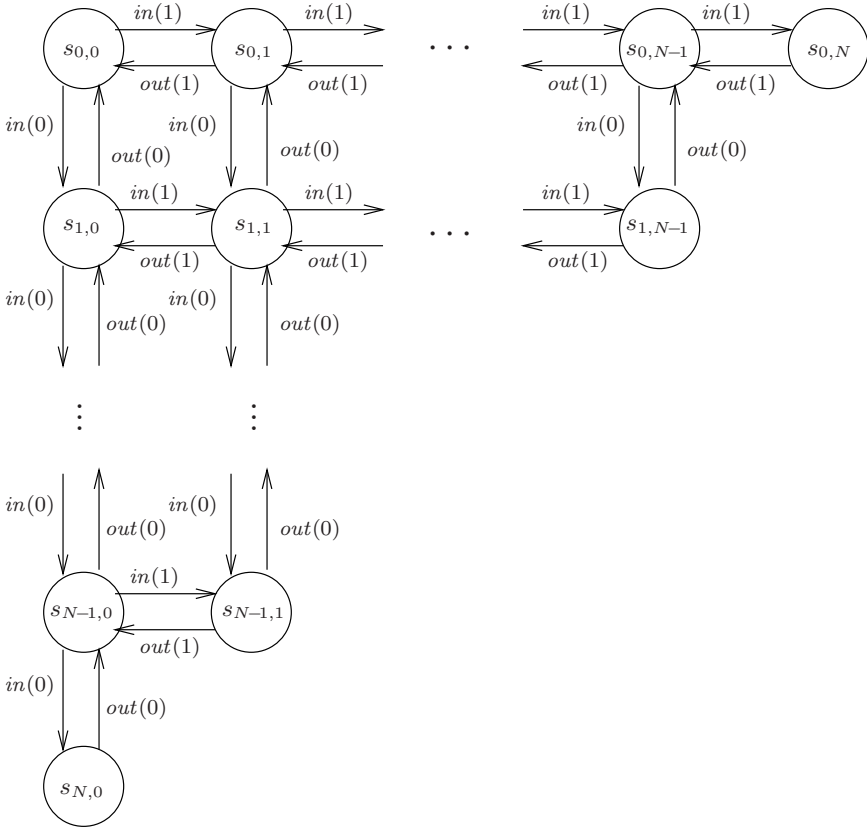 in(1) in(1) in(1) in(1)
s0,0 s0,1 · · · s0,N−1 s0,N
out(1) out(1) out(1) out(1)
in(0) in(0) in(0)
out(0) out(0) out(0)
in(1) in(1) in(1)
s1,0 s1,1 · · · s1,N−1
out(1) out(1) out(1)
in(0) in(0)
out(0) out(0)
in(0) in(0)
out(0) out(0)
in(1)
sN−1,0 sN−1,1
out(1)
in(0)
out(0)
sN,0